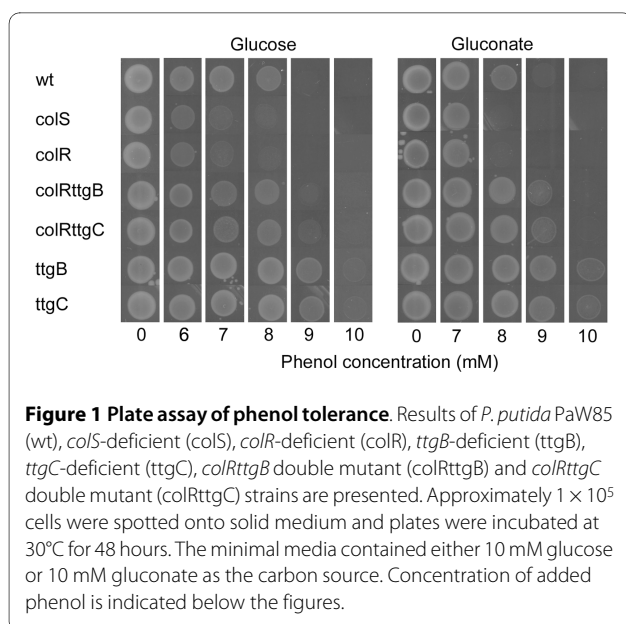 Glucose Gluconate
wt
colS
colR
colRttgB
colRttgC
ttgB
ttgC
0 6 7 8 9 10 0 7 8 9 10
Phenol concentration (mM)
Figure 1 Plate assay of phenol tolerance. Results of P. putida PaW85
(wt), colS-deficient (colS), colR-deficient (colR), ttgB-deficient (ttgB),
ttgC-deficient (ttgC), colRttgB double mutant (colRttgB) and colRttgC
double mutant (colRttgC) strains are presented. Approximately 1 × 10⁵
cells were spotted onto solid medium and plates were incubated at
30°C for 48 hours. The minimal media contained either 10 mM glucose
or 10 mM gluconate as the carbon source. Concentration of added
phenol is indicated below the figures.